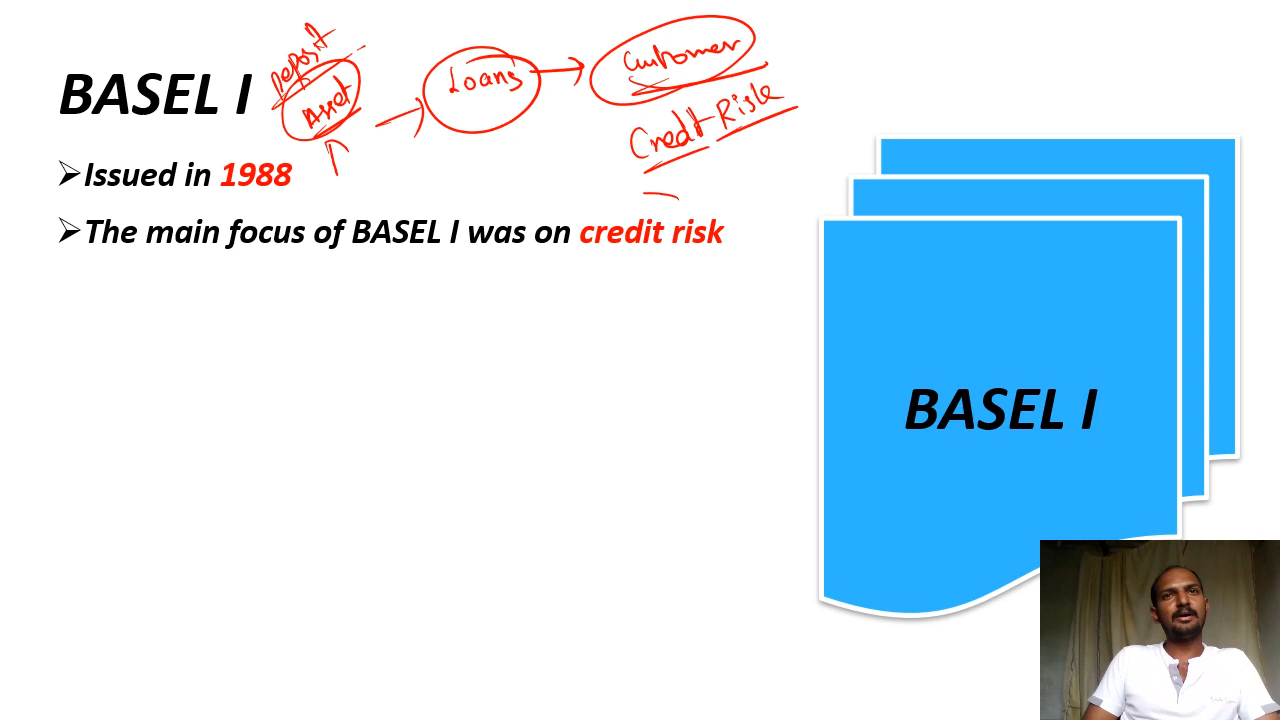 BASEL I
Deposit
Asset
Loans
Customer
Credit Risk
➢Issued in 1988
➢The main focus of BASEL I was on credit risk
BASEL I